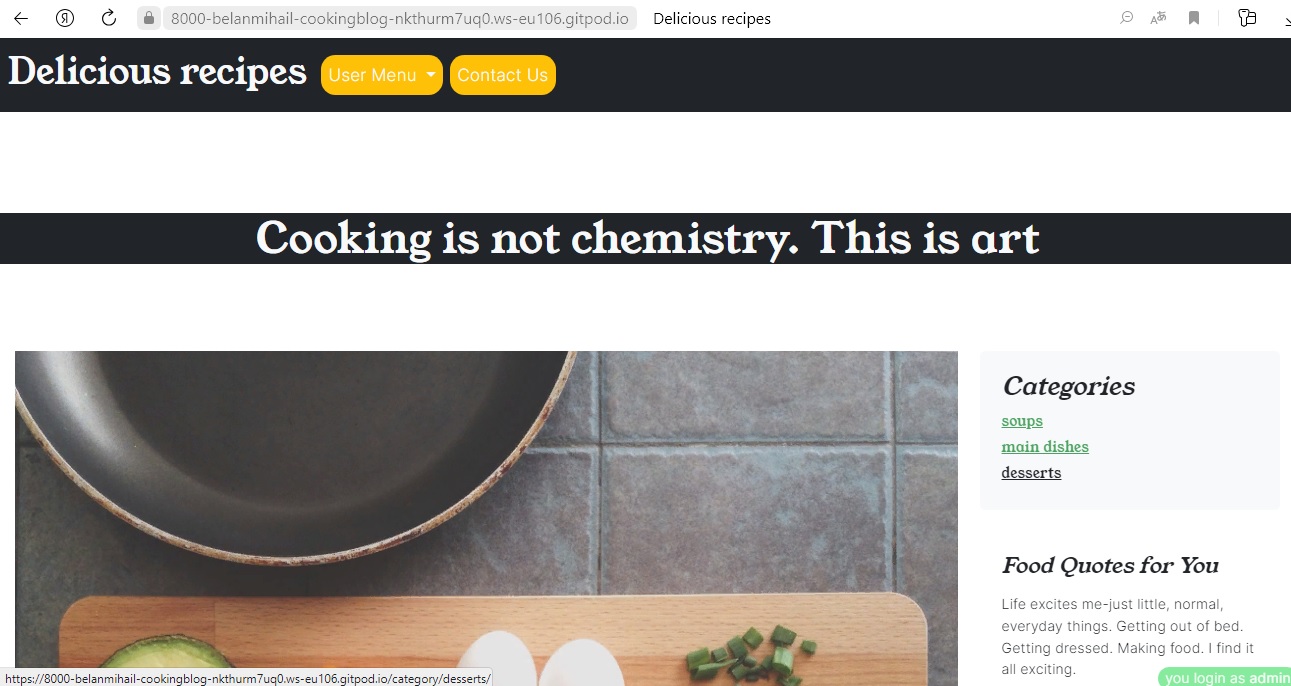 8000-belanmihail-cookingblog-nkthurm7uq0.ws-eu106.gitpod.io Delicious recipes
Delicious recipes User Menu Contact Us
Cooking is not chemistry. This is art
Categories
soups
main dishes
desserts
Food Quotes for You
Life excites me-just little, normal,
everyday things. Getting out of bed.
Getting dressed. Making food. I find it
all exciting.
https://8000-belanmihail-cookingblog-nkthurm7uq0.ws-eu106.gitpod.io/category/desserts/
you login as admin